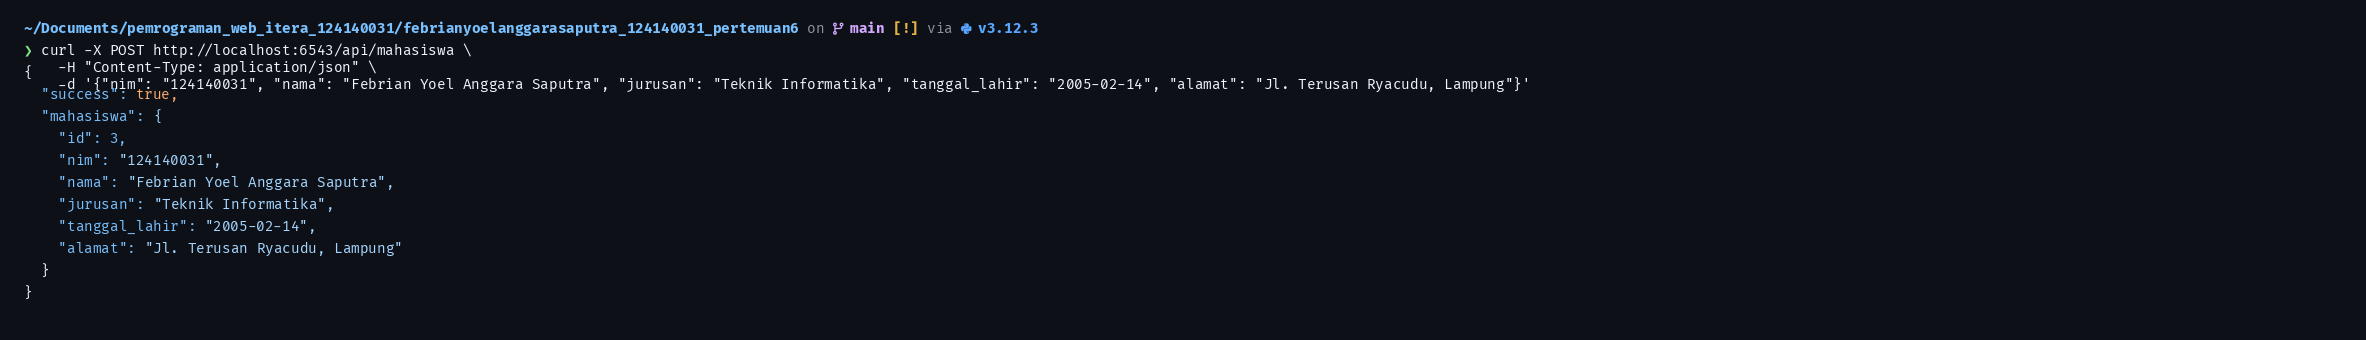 ~/Documents/pemrograman_web_itera_124140031/febrianyoelanggarasaputra_124140031_pertemuan6 on main [!] via v3.12.3
❯ curl -X POST http://localhost:6543/api/mahasiswa \
    -H "Content-Type: application/json" \
{
    -d '{"nim": "124140031", "nama": "Febrian Yoel Anggara Saputra", "jurusan": "Teknik Informatika", "tanggal_lahir": "2005-02-14", "alamat": "Jl. Terusan Ryacudu, Lampung"}'
  "success": true,
  "mahasiswa": {
    "id": 3,
    "nim": "124140031",
    "nama": "Febrian Yoel Anggara Saputra",
    "jurusan": "Teknik Informatika",
    "tanggal_lahir": "2005-02-14",
    "alamat": "Jl. Terusan Ryacudu, Lampung"
  }
}